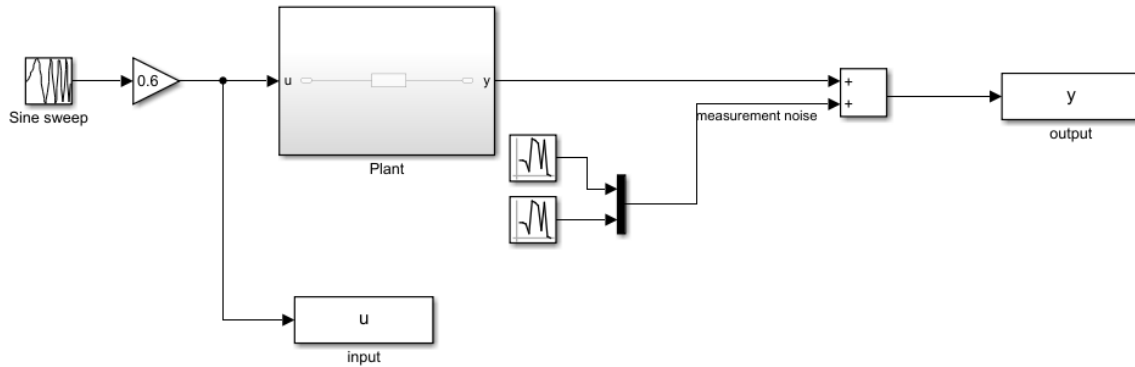 Sine sweep
0.6
u
y
Plant
measurement noise
+
+
y
output
u
input